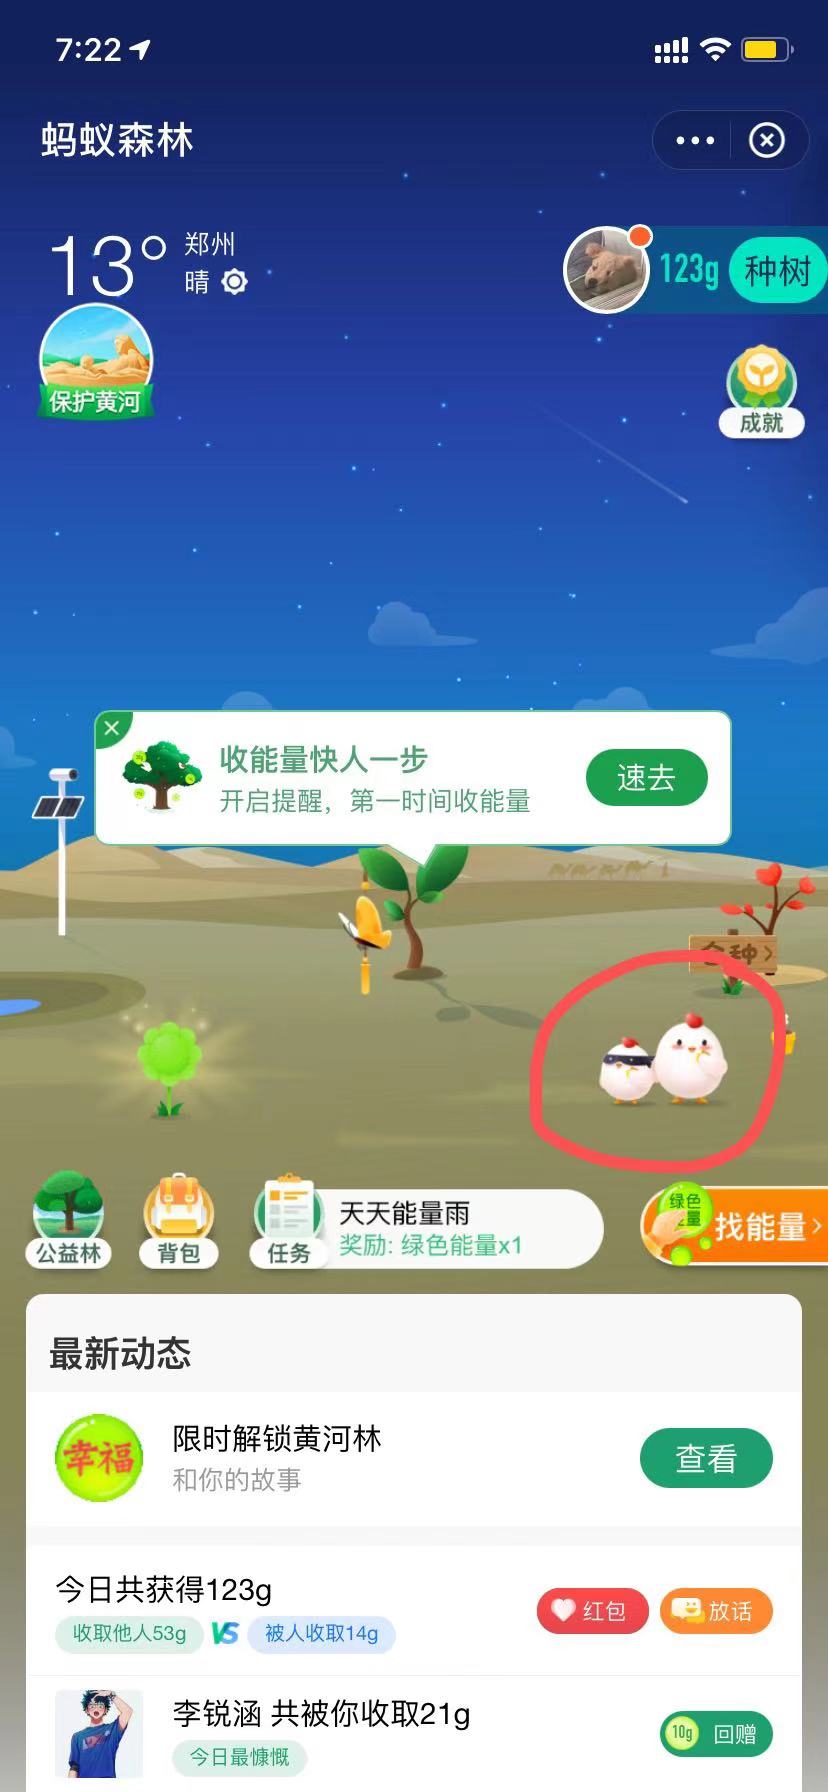 7:22
蚂蚁森林
13°
郑州
晴
保护黄河
123g
种树
成就
收能量快人一步
开启提醒，第一时间收能量
速去
合种
公益林
背包
任务
天天能量雨
奖励: 绿色能量x1
绿色
找能量
最新动态
幸福
限时解锁黄河林
和你的故事
查看
今日共获得123g
收取他人53g
VS
被人收取14g
红包
放话
李锐涵 共被你收取21g
今日最慷慨
10g
回赠